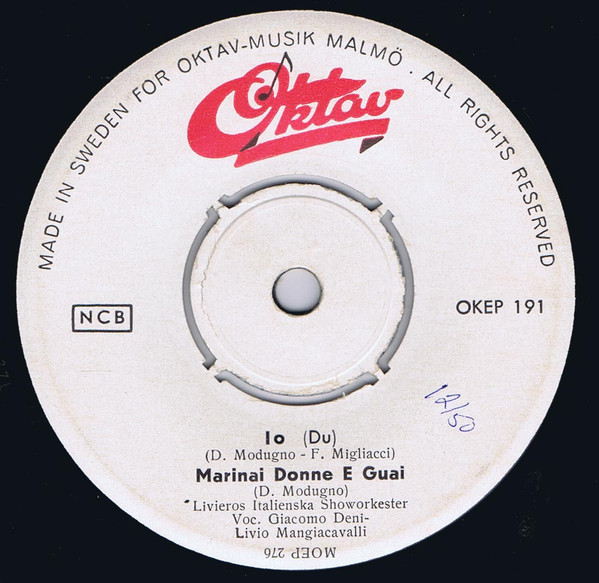 MADE IN SWEDEN FOR OKTAV-MUSIK MALMÖ · ALL RIGHTS RESERVED
Oktav
NCB
OKEP 191
12/50
Io (Du)
(D. Modugno - F. Migliacci)
Marinai Donne E Guai
(D. Modugno)
Livieros Italienska Showorkester
Voc. Giacomo Deni-
Livio Mangiacavalli
MOEP 276